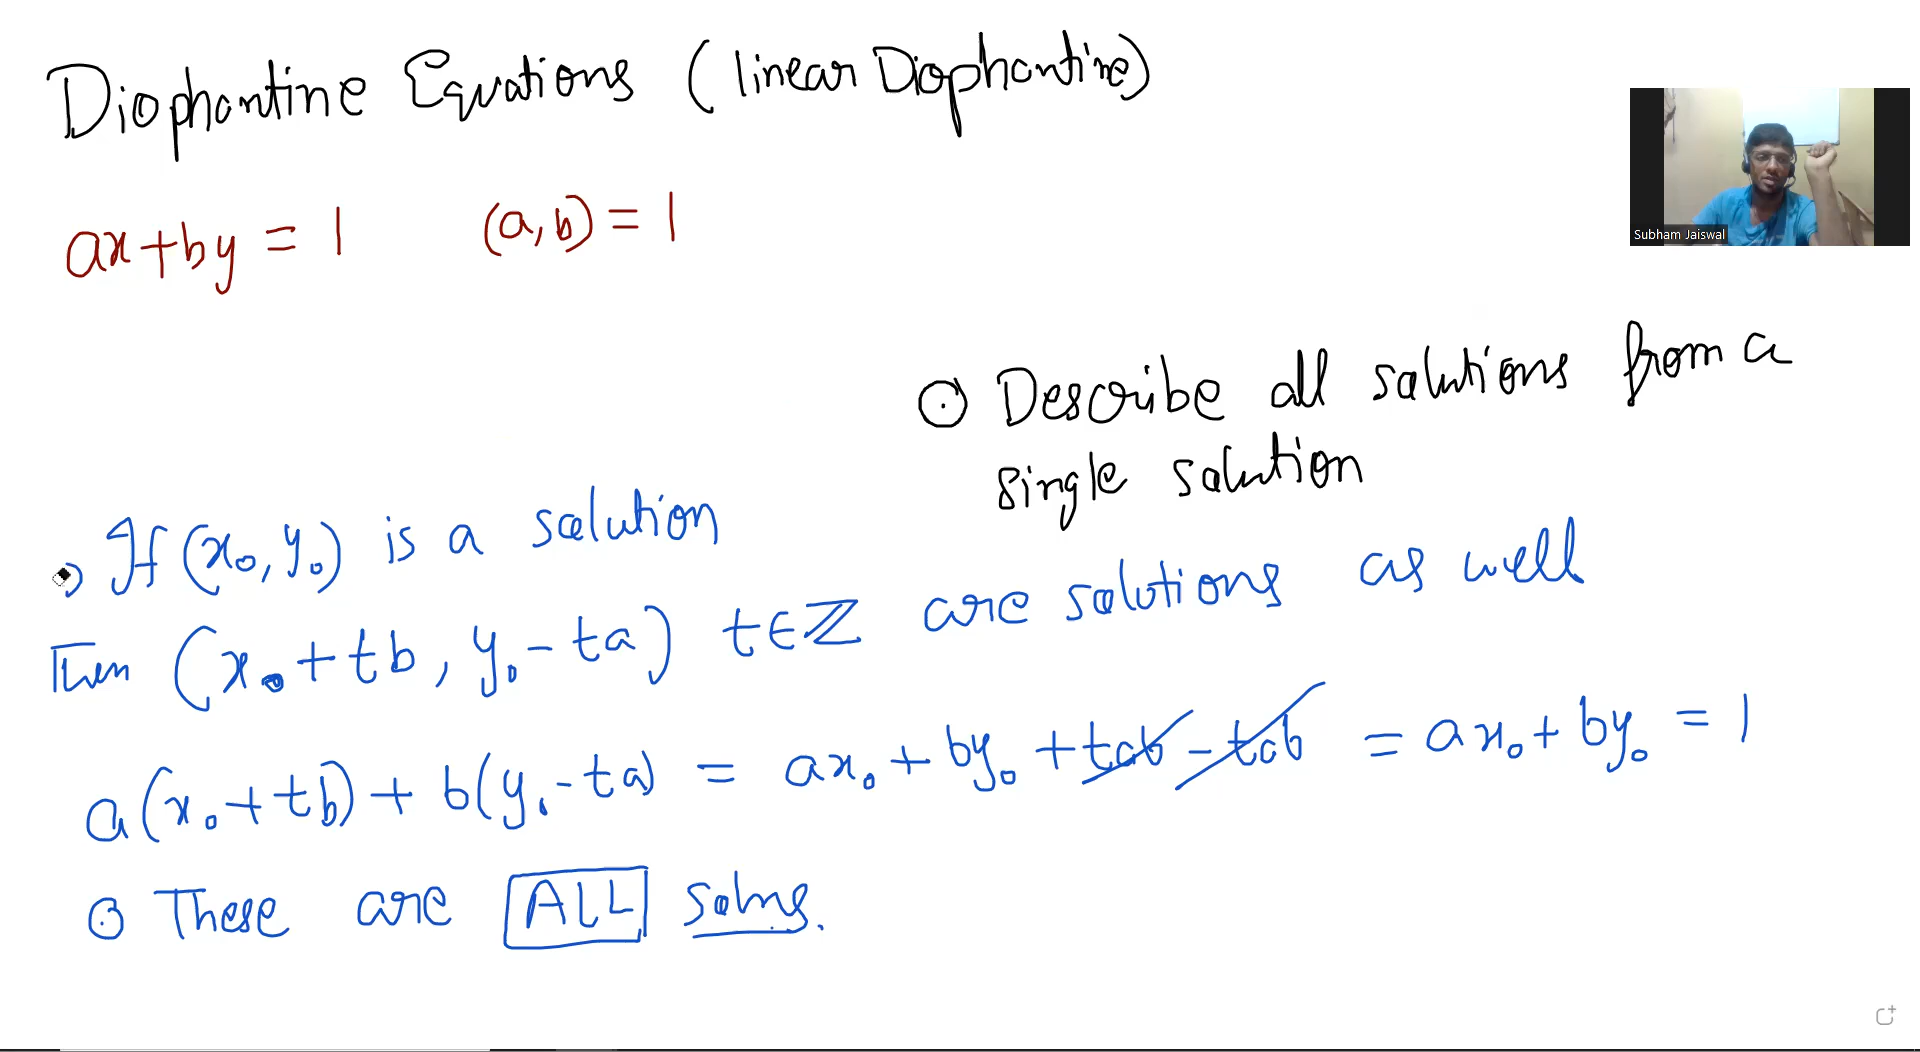 Diophantine Equations (linear Diophantine)
ax+by = 1 (a,b) = 1
Subham Jaiswal
⊙ Describe all solutions from a
single solution
If (x₀, y₀) is a solution
Then (x₀+tb, y₀-ta) t∈ℤ are solutions as well
a(x₀+tb)+b(y₀-ta) = ax₀+by₀+tab-tab = ax₀+by₀ = 1
⊙ These are ALL solns.